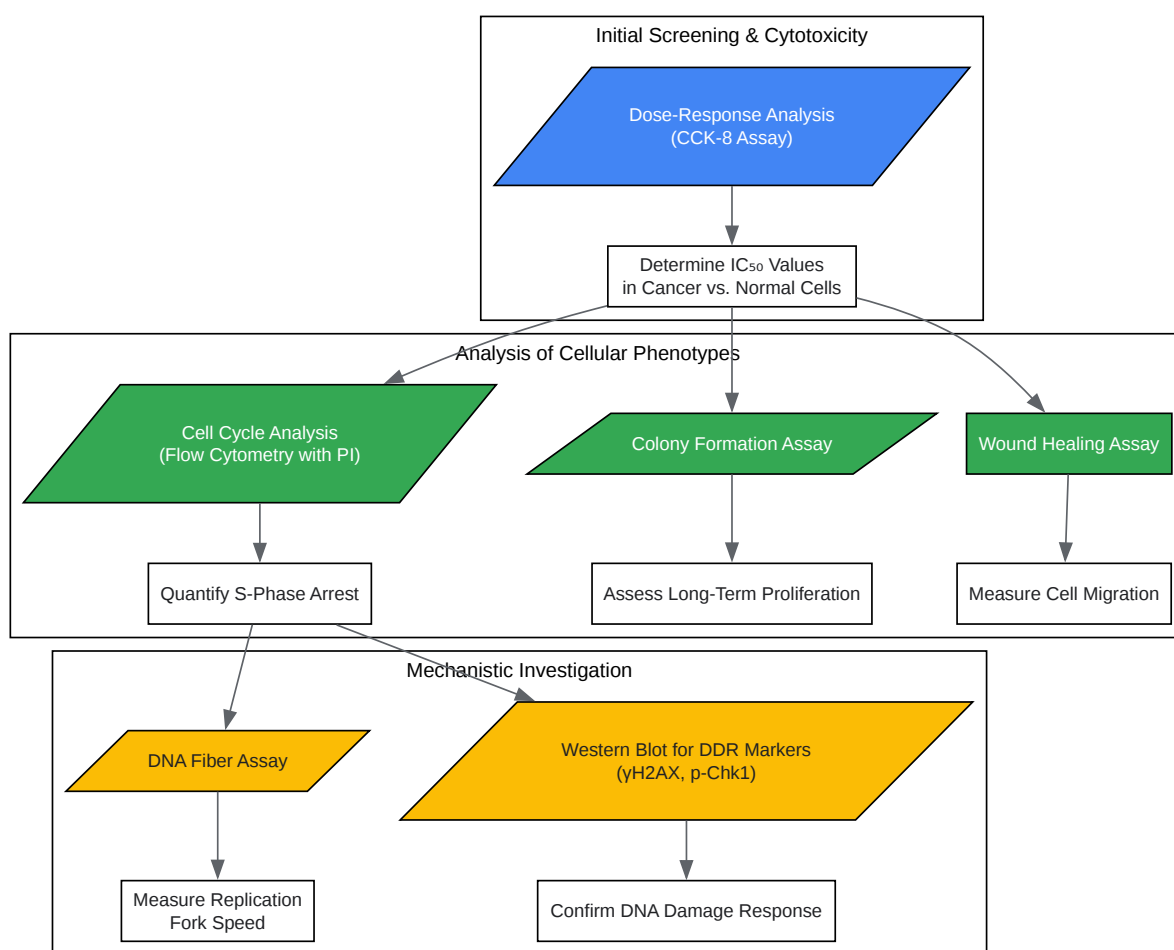 Initial Screening & Cytotoxicity
Dose-Response Analysis
(CCK-8 Assay)
Determine IC₅₀ Values
in Cancer vs. Normal Cells
Analysis of Cellular Phenotypes
Cell Cycle Analysis
(Flow Cytometry with PI)
Colony Formation Assay
Wound Healing Assay
Quantify S-Phase Arrest
Assess Long-Term Proliferation
Measure Cell Migration
Mechanistic Investigation
DNA Fiber Assay
Western Blot for DDR Markers
(γH2AX, p-Chk1)
Measure Replication
Fork Speed
Confirm DNA Damage Response